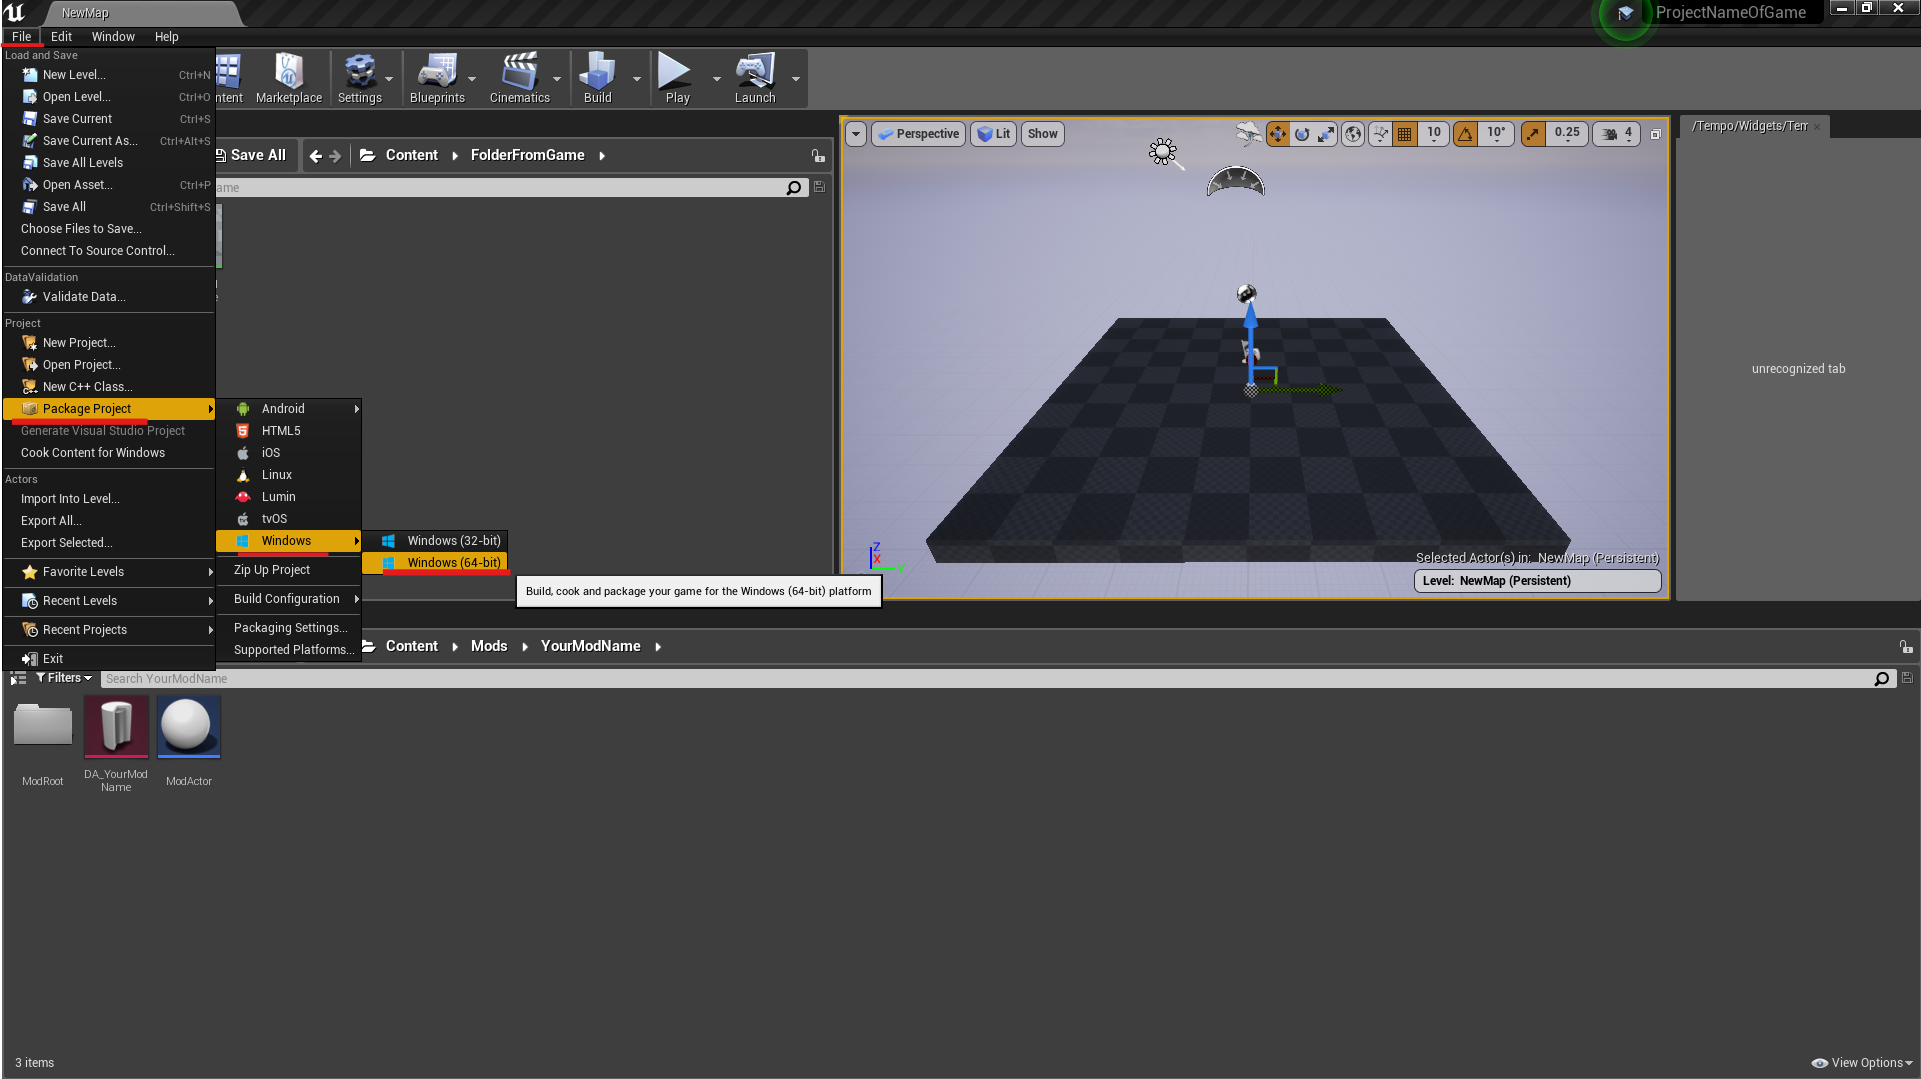 NewMap
ProjectNameOfGame
File Edit Window Help
Load and Save
New Level... Ctrl+N
Open Level... Ctrl+O
Save Current Ctrl+S
Save Current As... Ctrl+Alt+S
Save All Levels
Open Asset... Ctrl+P
Save All Ctrl+Shift+S
Choose Files to Save...
Connect To Source Control...
DataValidation
Validate Data...
Project
New Project...
Open Project...
New C++ Class...
Package Project
Generate Visual Studio Project
Cook Content for Windows
Actors
Import Into Level...
Export All...
Export Selected...
Favorite Levels
Recent Levels
Recent Projects
Exit
Android
HTML5
iOS
Linux
Lumin
tvOS
Windows
Zip Up Project
Build Configuration
Packaging Settings...
Supported Platforms...
Windows (32-bit)
Windows (64-bit)
Build, cook and package your game for the Windows (64-bit) platform
ntent Marketplace Settings Blueprints Cinematics Build Play Launch
Save All Content FolderFromGame
ame
Perspective Lit Show 10 10° 0.25 4
Z
X
Y
Selected Actor(s) in: NewMap (Persistent)
Level: NewMap (Persistent)
/Tempo/Widgets/Tem
unrecognized tab
Content Mods YourModName
Filters Search YourModName
ModRoot
DA_YourMod
Name
ModActor
3 items
View Options